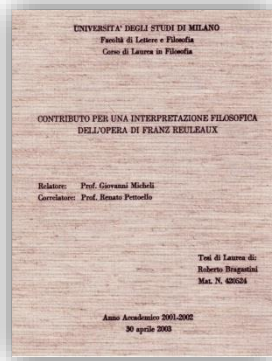 UNIVERSITA' DEGLI STUDI DI MILANO
Facoltà di Lettere e Filosofia
Corso di Laurea in Filosofia
CONTRIBUTO PER UNA INTERPRETAZIONE FILOSOFICA
DELL'OPERA DI FRANZ REULEAUX
Relatore: Prof. Giovanni Micheli
Correlatore: Prof. Renato Pettoello
Tesi di Laurea di:
Roberto Bragastini
Mat. N. 420524
Anno Accademico 2001-2002
30 aprile 2003